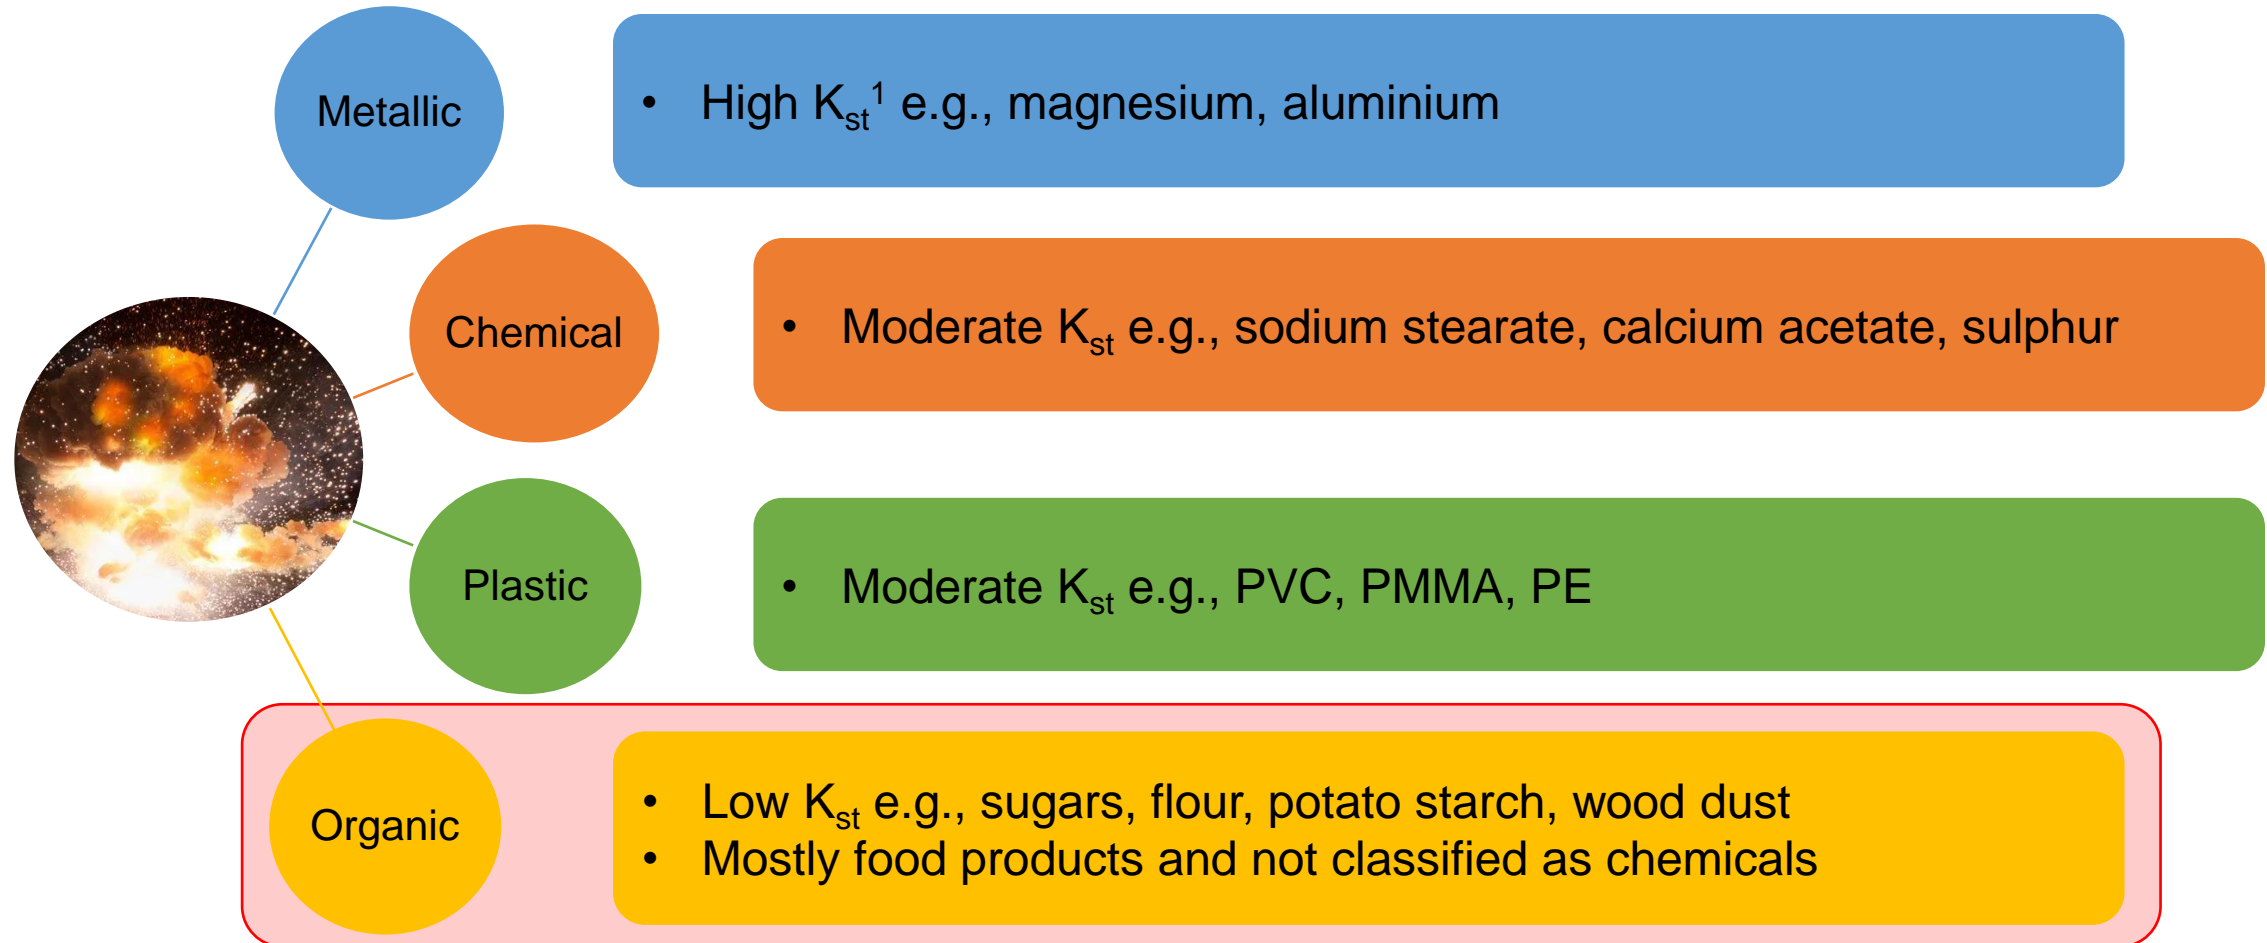 Metallic
• High Kst1 e.g., magnesium, aluminium
Chemical
• Moderate Kst e.g., sodium stearate, calcium acetate, sulphur
Plastic
• Moderate Kst e.g., PVC, PMMA, PE
Organic
• Low Kst e.g., sugars, flour, potato starch, wood dust
• Mostly food products and not classified as chemicals